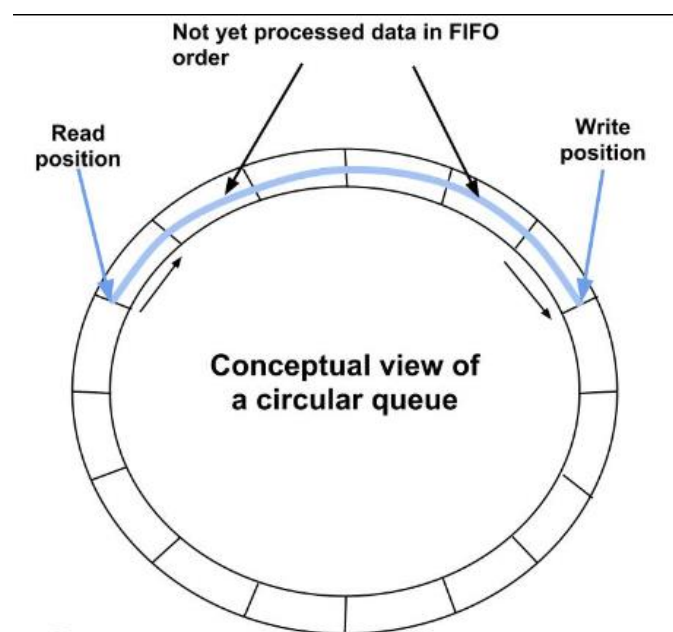 Not yet processed data in FIFO
order
Read
position
Write
position
Conceptual view of
a circular queue